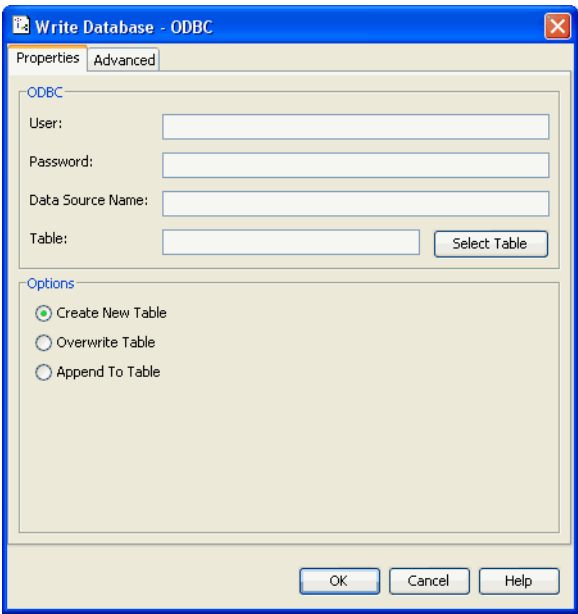 Write Database - ODBC
Properties Advanced
ODBC
User:
Password:
Data Source Name:
Table: Select Table
Options
Create New Table
Overwrite Table
Append To Table
OK Cancel Help